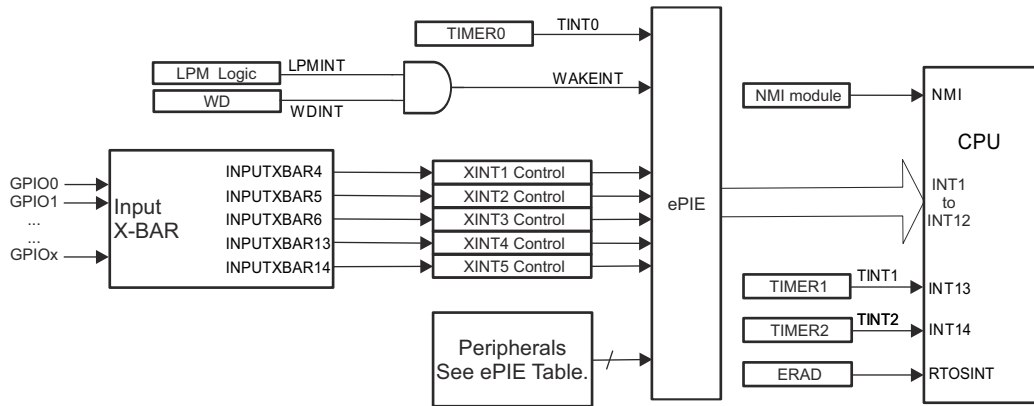 TIMER0
TINT0
LPM Logic
LPMINT
WD
WDINT
WAKEINT
GPIO0
GPIO1
...
...
GPIOx
Input
X-BAR
INPUTXBAR4
INPUTXBAR5
INPUTXBAR6
INPUTXBAR13
INPUTXBAR14
XINT1 Control
XINT2 Control
XINT3 Control
XINT4 Control
XINT5 Control
Peripherals
See ePIE Table.
ePIE
NMI module
NMI
CPU
INT1
to
INT12
TIMER1
TINT1
INT13
TIMER2
TINT2
INT14
ERAD
RTOSINT